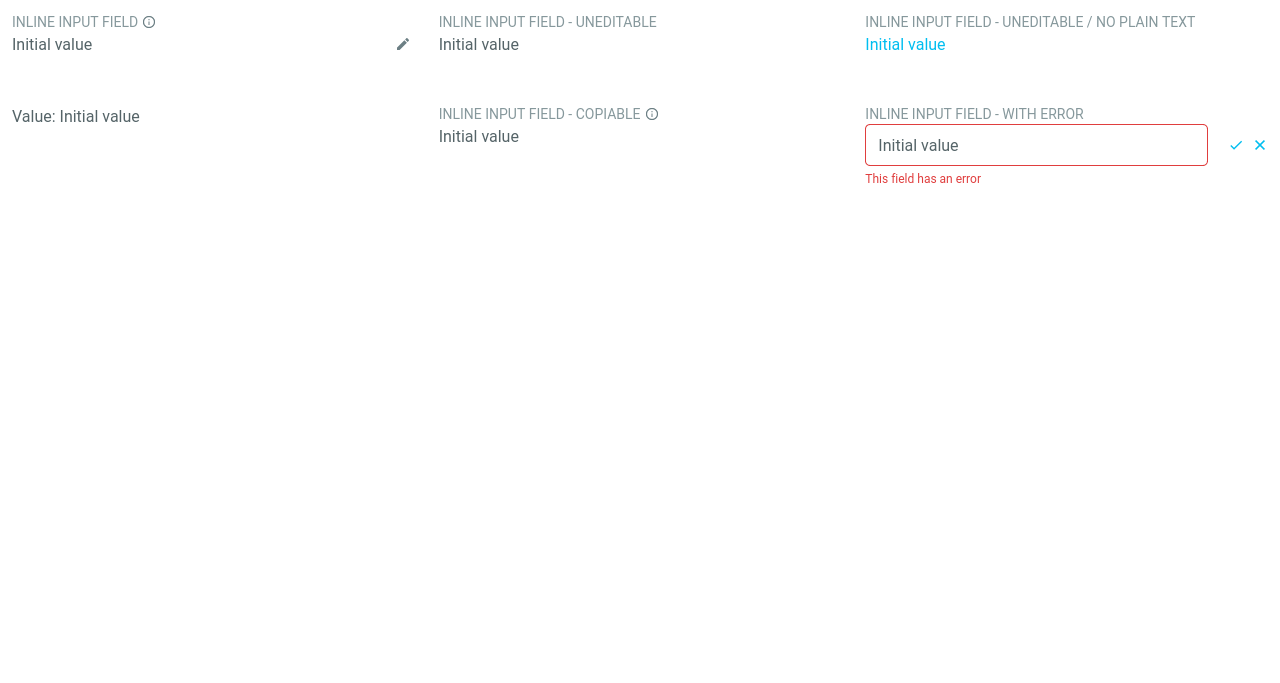 INLINE INPUT FIELD
Initial value
INLINE INPUT FIELD - UNEDITABLE
Initial value
INLINE INPUT FIELD - UNEDITABLE / NO PLAIN TEXT
Initial value
Value: Initial value
INLINE INPUT FIELD - COPIABLE
Initial value
INLINE INPUT FIELD - WITH ERROR
Initial value
This field has an error